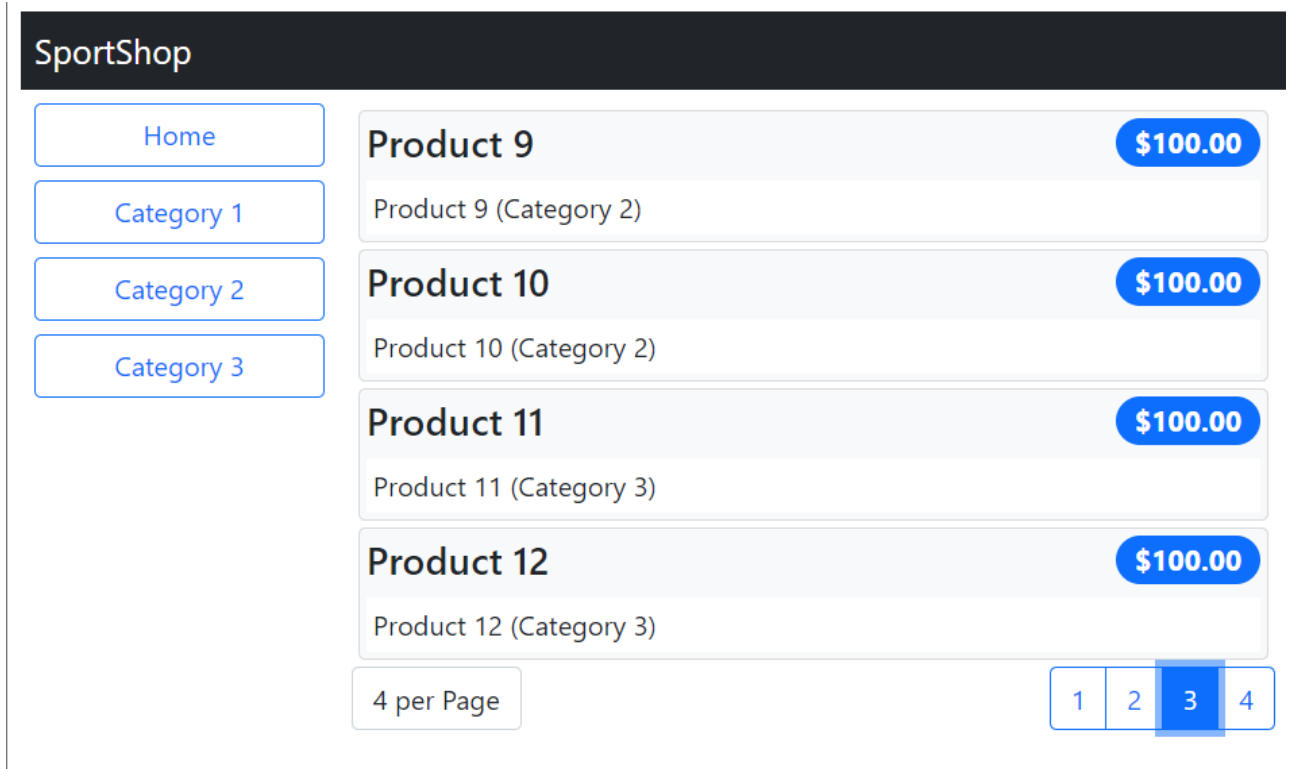 SportShop
Home
Category 1
Category 2
Category 3
Product 9 $100.00
Product 9 (Category 2)
Product 10 $100.00
Product 10 (Category 2)
Product 11 $100.00
Product 11 (Category 3)
Product 12 $100.00
Product 12 (Category 3)
4 per Page 1 2 3 4